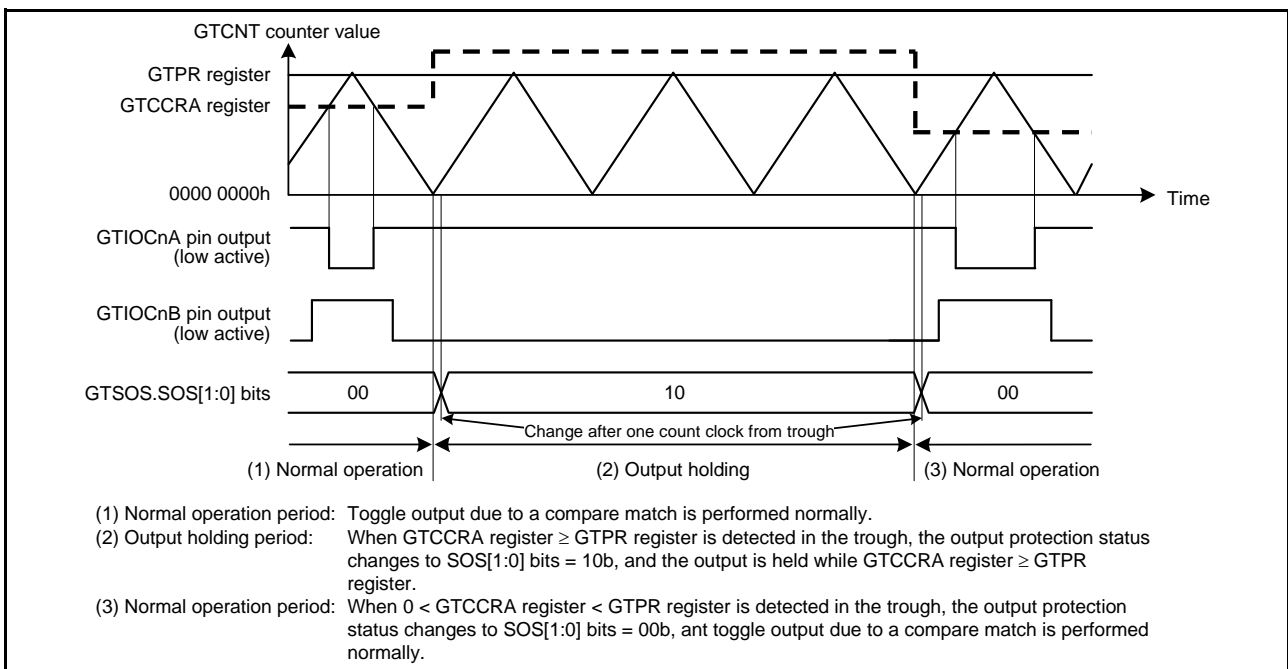 GTCNT counter value
GTPR register
GTCCRA register
0000 0000h
Time
GTIOCnA pin output
(low active)
GTIOCnB pin output
(low active)
GTSOS.SOS[1:0] bits
00
10
00
Change after one count clock from trough
(1) Normal operation
(2) Output holding
(3) Normal operation
(1) Normal operation period: Toggle output due to a compare match is performed normally.
(2) Output holding period: When GTCCRA register ≥ GTPR register is detected in the trough, the output protection status
changes to SOS[1:0] bits = 10b, and the output is held while GTCCRA register ≥ GTPR
register.
(3) Normal operation period: When 0 < GTCCRA register < GTPR register is detected in the trough, the output protection
status changes to SOS[1:0] bits = 00b, ant toggle output due to a compare match is performed
normally.